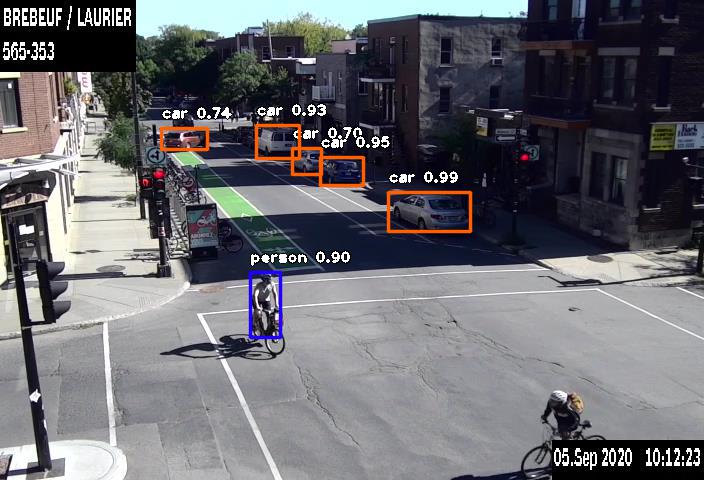 BREBEUF / LAURIER
565-353
car 0.74
car 0.93
car 0.70
car 0.95
car 0.99
person 0.90
05.Sep 2020 10:12:23